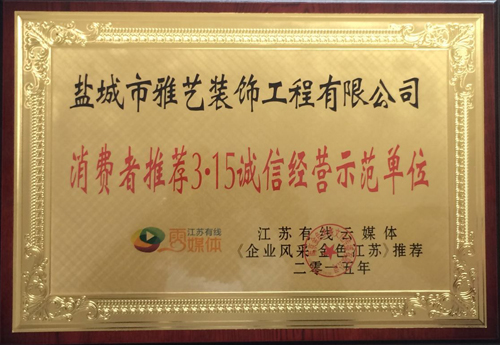 盐城市雅艺装饰工程有限公司
消费者推荐3·15诚信经营示范单位
江苏有线
云媒体
江苏有线云媒体
《企业风采 金色江苏》推荐
二零一五年